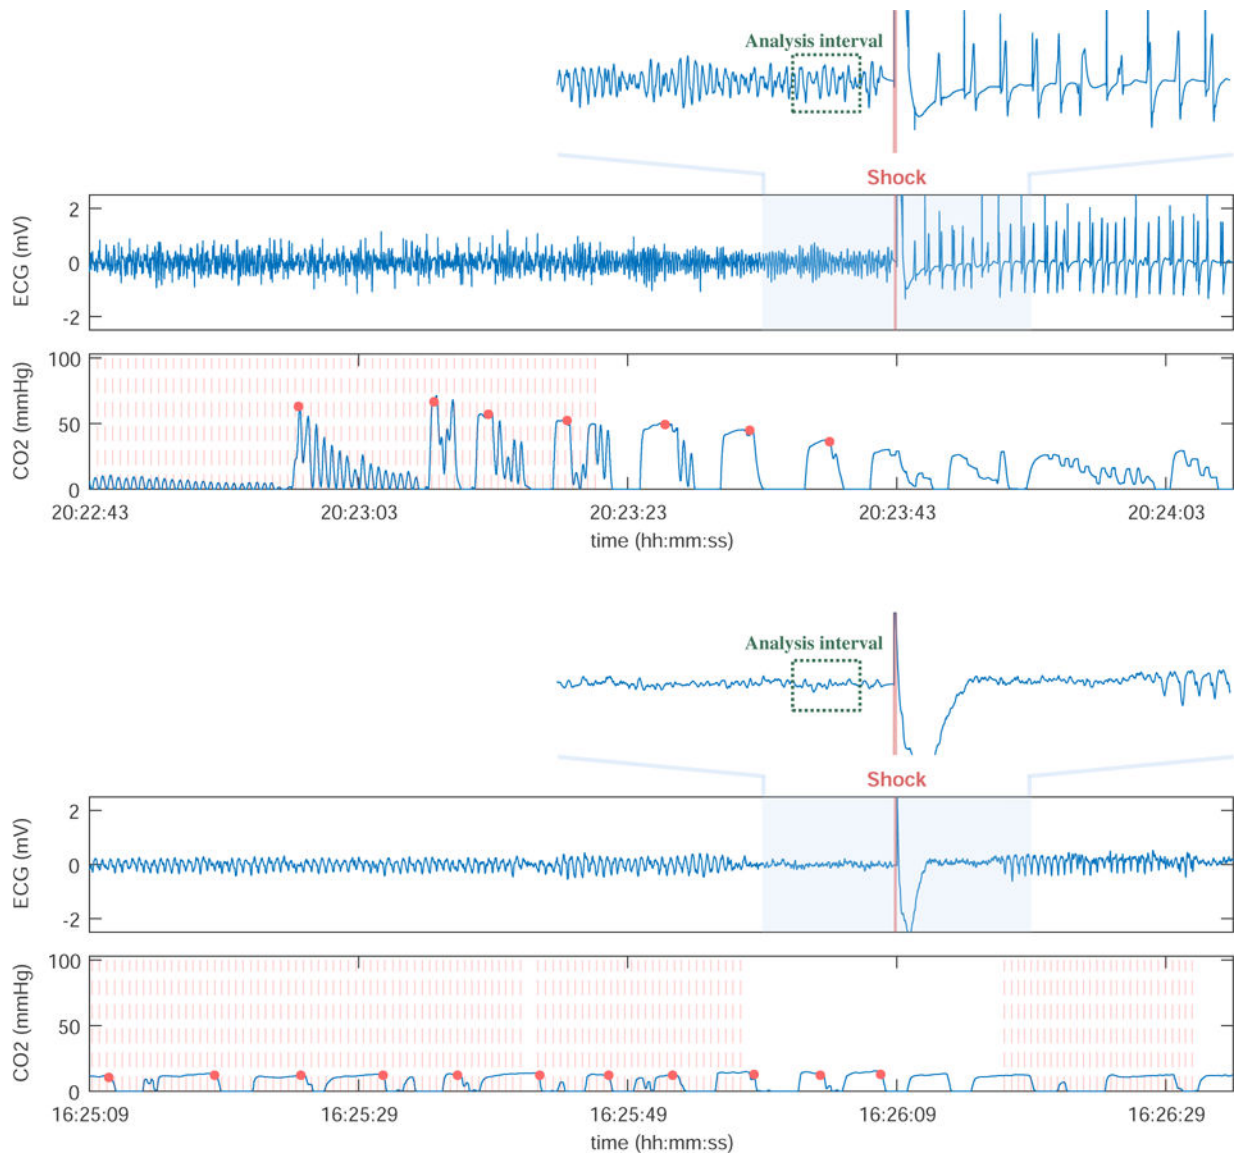 Analysis interval
Shock
ECG (mV)
2
0
-2
CO2 (mmHg)
100
50
0
20:22:43 20:23:03 20:23:23 20:23:43 20:24:03
time (hh:mm:ss)
Analysis interval
Shock
ECG (mV)
2
0
-2
CO2 (mmHg)
100
50
0
16:25:09 16:25:29 16:25:49 16:26:09 16:26:29
time (hh:mm:ss)